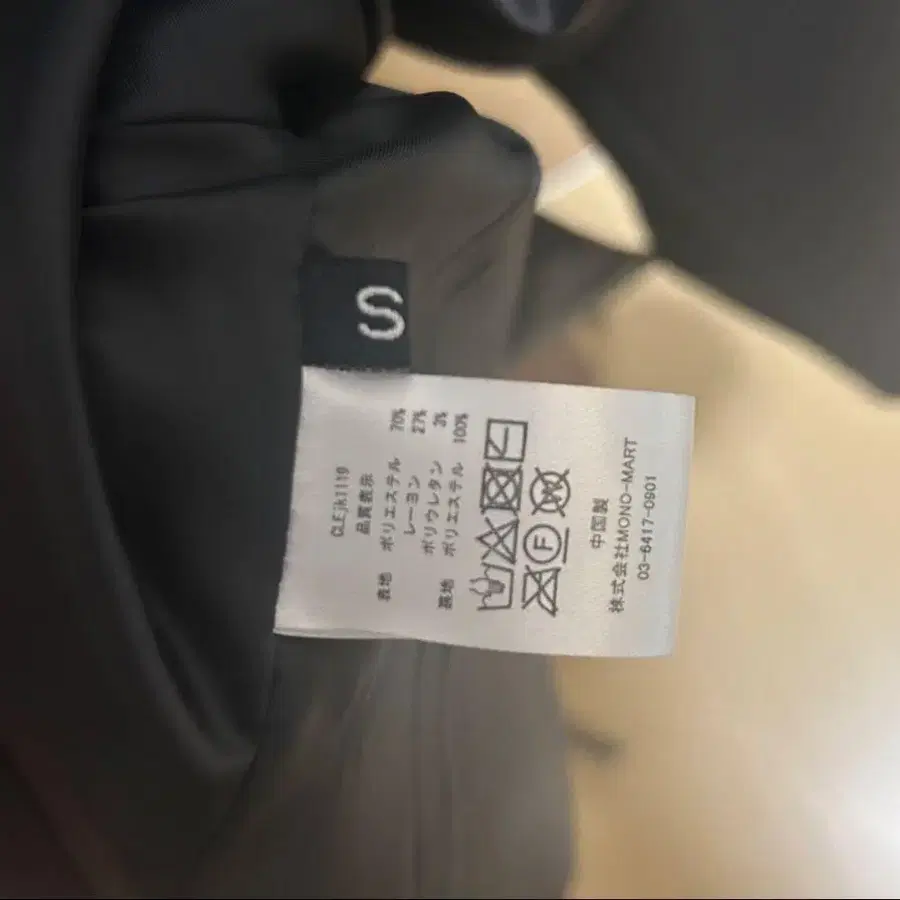 S
CLEjk1119
品質表示
表地 ポリエステル 70%
レーヨン 27%
ポリウレタン 3%
裏地 ポリエステル 100%
F
W
中国製
株式会社MONO-MART
03-6417-0901